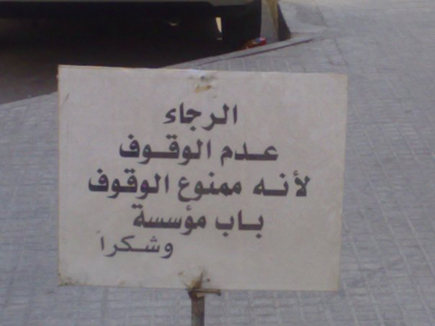 الرجاء
عدم الوقوف
لأنه ممنوع الوقوف
باب مؤسسة
وشكراً